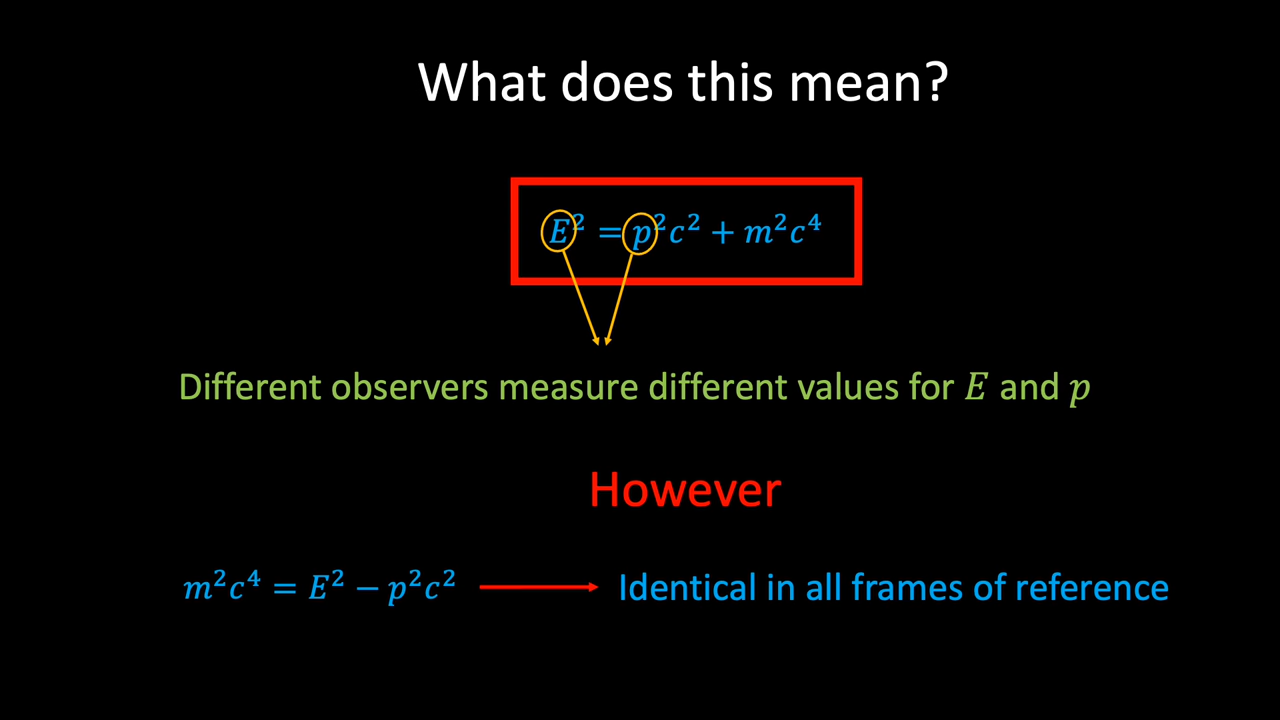 What does this mean?
𝐸² = 𝑝²𝑐² + 𝑚²𝑐⁴
Different observers measure different values for 𝐸 and 𝑝
However
𝑚²𝑐⁴ = 𝐸² − 𝑝²𝑐² Identical in all frames of reference